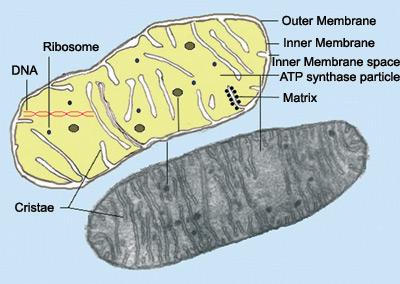 Outer Membrane
Ribosome
Inner Membrane
Inner Membrane space
DNA
ATP synthase particle
Matrix
Cristae